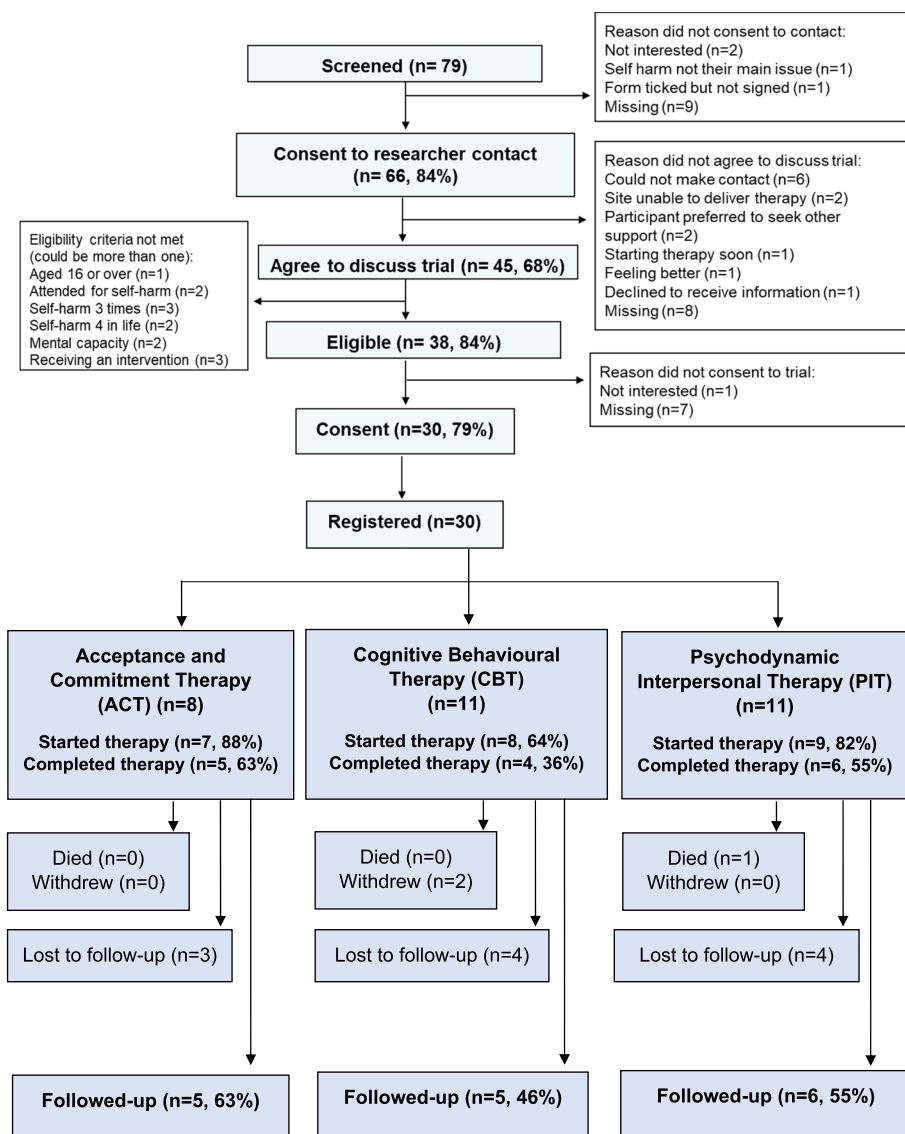 Screened (n= 79)
Reason did not consent to contact:
Not interested (n=2)
Self harm not their main issue (n=1)
Form ticked but not signed (n=1)
Missing (n=9)
Consent to researcher contact
(n= 66, 84%)
Reason did not agree to discuss trial:
Could not make contact (n=6)
Site unable to deliver therapy (n=2)
Participant preferred to seek other
support (n=2)
Starting therapy soon (n=1)
Feeling better (n=1)
Declined to receive information (n=1)
Missing (n=8)
Agree to discuss trial (n= 45, 68%)
Eligibility criteria not met
(could be more than one):
Aged 16 or over (n=1)
Attended for self-harm (n=2)
Self-harm 3 times (n=3)
Self-harm 4 in life (n=2)
Mental capacity (n=2)
Receiving an intervention (n=3)
Eligible (n= 38, 84%)
Reason did not consent to trial:
Not interested (n=1)
Missing (n=7)
Consent (n=30, 79%)
Registered (n=30)
Acceptance and
Commitment Therapy
(ACT) (n=8)
Started therapy (n=7, 88%)
Completed therapy (n=5, 63%)
Died (n=0)
Withdrew (n=0)
Lost to follow-up (n=3)
Followed-up (n=5, 63%)
Cognitive Behavioural
Therapy (CBT)
(n=11)
Started therapy (n=8, 64%)
Completed therapy (n=4, 36%)
Died (n=0)
Withdrew (n=2)
Lost to follow-up (n=4)
Followed-up (n=5, 46%)
Psychodynamic
Interpersonal Therapy (PIT)
(n=11)
Started therapy (n=9, 82%)
Completed therapy (n=6, 55%)
Died (n=1)
Withdrew (n=0)
Lost to follow-up (n=4)
Followed-up (n=6, 55%)